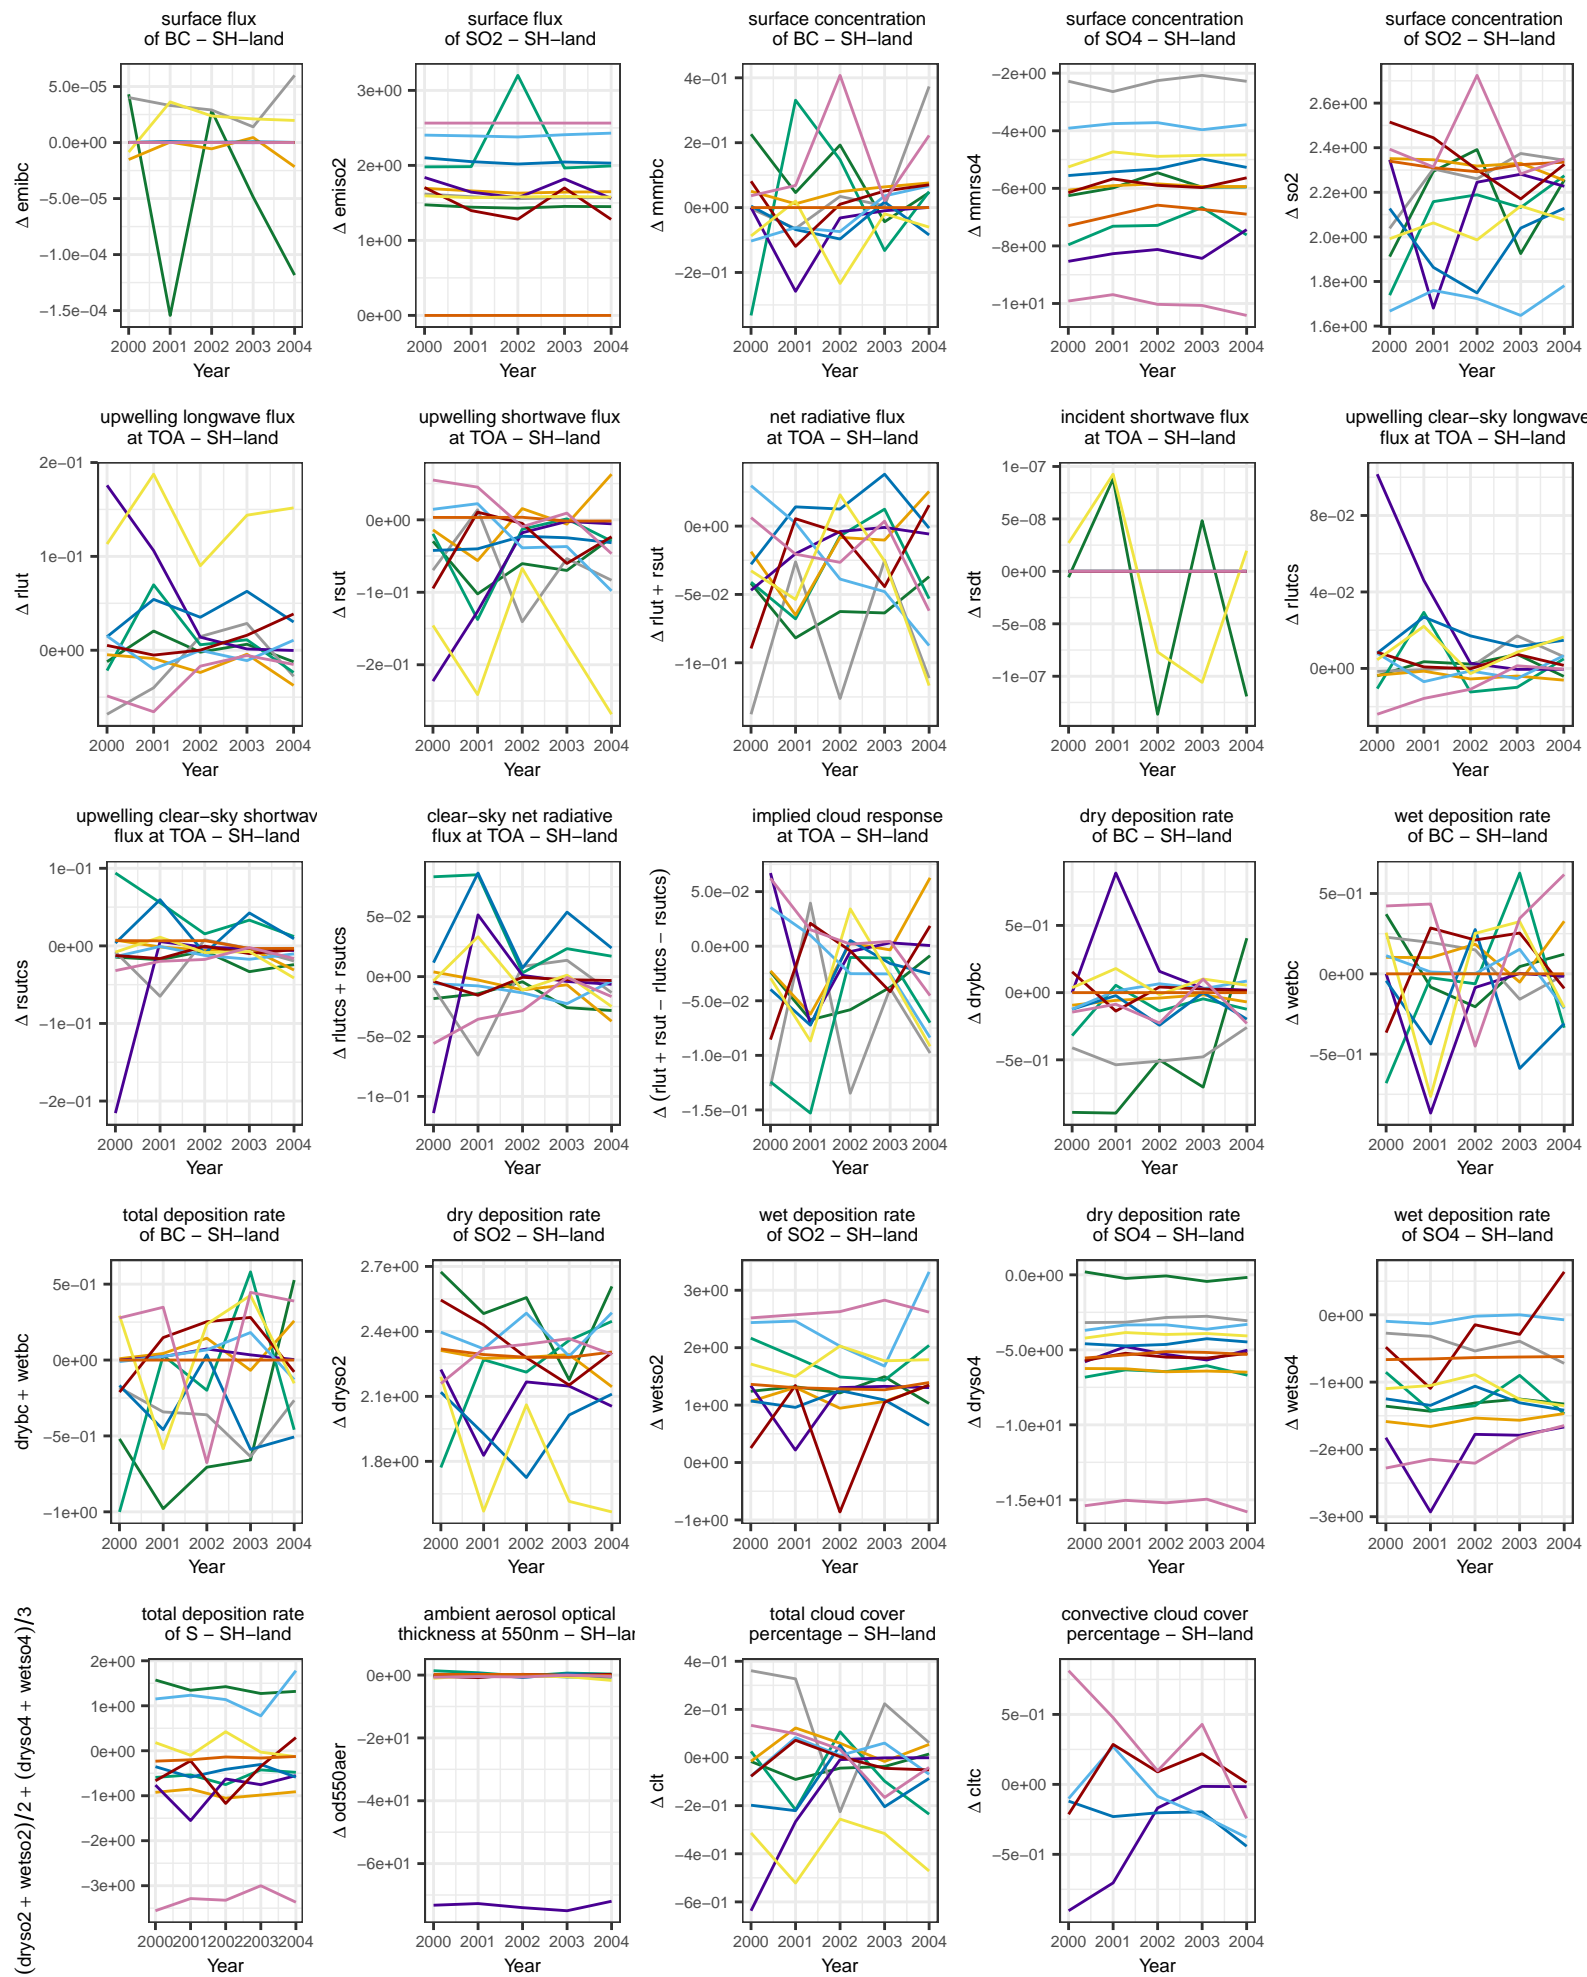 surface flux
of BC − SH−land
Δ emibc
5.0e−05
0.0e+00
−5.0e−05
−1.0e−04
−1.5e−04
2000 2001 2002 2003 2004
Year
surface flux
of SO2 − SH−land
Δ emiso2
3e+00
2e+00
1e+00
0e+00
2000 2001 2002 2003 2004
Year
surface concentration
of BC − SH−land
Δ mmrbc
4e−01
2e−01
0e+00
−2e−01
2000 2001 2002 2003 2004
Year
surface concentration
of SO4 − SH−land
Δ mmrso4
−2e+00
−4e+00
−6e+00
−8e+00
−1e+01
2000 2001 2002 2003 2004
Year
surface concentration
of SO2 − SH−land
Δ so2
2.6e+00
2.4e+00
2.2e+00
2.0e+00
1.8e+00
1.6e+00
2000 2001 2002 2003 2004
Year
upwelling longwave flux
at TOA − SH−land
Δ rlut
2e−01
1e−01
0e+00
2000 2001 2002 2003 2004
Year
upwelling shortwave flux
at TOA − SH−land
Δ rsut
0e+00
−1e−01
−2e−01
2000 2001 2002 2003 2004
Year
net radiative flux
at TOA − SH−land
Δ rlut + rsut
0e+00
−5e−02
−1e−01
2000 2001 2002 2003 2004
Year
incident shortwave flux
at TOA − SH−land
Δ rsdt
1e−07
5e−08
0e+00
−5e−08
−1e−07
2000 2001 2002 2003 2004
Year
upwelling clear−sky longwave
flux at TOA − SH−land
Δ rlutcs
8e−02
4e−02
0e+00
2000 2001 2002 2003 2004
Year
upwelling clear−sky shortwav
flux at TOA − SH−land
Δ rsutcs
1e−01
0e+00
−1e−01
−2e−01
2000 2001 2002 2003 2004
Year
clear−sky net radiative
flux at TOA − SH−land
Δ rlutcs + rsutcs
5e−02
0e+00
−5e−02
−1e−01
2000 2001 2002 2003 2004
Year
implied cloud response
at TOA − SH−land
Δ (rlut + rsut − rlutcs − rsutcs)
5.0e−02
0.0e+00
−5.0e−02
−1.0e−01
−1.5e−01
2000 2001 2002 2003 2004
Year
dry deposition rate
of BC − SH−land
Δ drybc
5e−01
0e+00
−5e−01
2000 2001 2002 2003 2004
Year
wet deposition rate
of BC − SH−land
Δ wetbc
5e−01
0e+00
−5e−01
2000 2001 2002 2003 2004
Year
total deposition rate
of BC − SH−land
drybc + wetbc
5e−01
0e+00
−5e−01
−1e+00
2000 2001 2002 2003 2004
Year
dry deposition rate
of SO2 − SH−land
Δ dryso2
2.7e+00
2.4e+00
2.1e+00
1.8e+00
2000 2001 2002 2003 2004
Year
wet deposition rate
of SO2 − SH−land
Δ wetso2
3e+00
2e+00
1e+00
0e+00
−1e+00
2000 2001 2002 2003 2004
Year
dry deposition rate
of SO4 − SH−land
Δ dryso4
0.0e+00
−5.0e+00
−1.0e+01
−1.5e+01
2000 2001 2002 2003 2004
Year
wet deposition rate
of SO4 − SH−land
Δ wetso4
0e+00
−1e+00
−2e+00
−3e+00
2000 2001 2002 2003 2004
Year
total deposition rate
of S − SH−land
(dryso2 + wetso2)/2 + (dryso4 + wetso4)/3
2e+00
1e+00
0e+00
−1e+00
−2e+00
−3e+00
2000 2001 2002 2003 2004
Year
ambient aerosol optical
thickness at 550nm − SH−lar
Δ od550aer
0e+00
−2e+01
−4e+01
−6e+01
2000 2001 2002 2003 2004
Year
total cloud cover
percentage − SH−land
Δ clt
4e−01
2e−01
0e+00
−2e−01
−4e−01
−6e−01
2000 2001 2002 2003 2004
Year
convective cloud cover
percentage − SH−land
Δ cltc
5e−01
0e+00
−5e−01
2000 2001 2002 2003 2004
Year